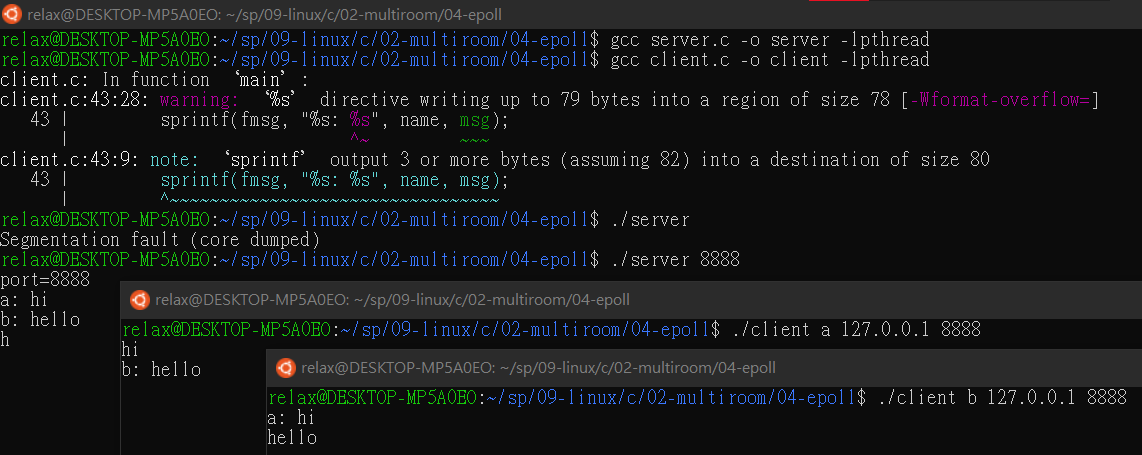 relax@DESKTOP-MP5A0EO: ~/sp/09-linux/c/02-multiroom/04-epoll
relax@DESKTOP-MP5A0EO:~/sp/09-linux/c/02-multiroom/04-epoll$ gcc server.c -o server -lpthread
relax@DESKTOP-MP5A0EO:~/sp/09-linux/c/02-multiroom/04-epoll$ gcc client.c -o client -lpthread
client.c: In function ‘main’:
client.c:43:28: warning: ‘%s’ directive writing up to 79 bytes into a region of size 78 [-Wformat-overflow=]
43 | sprintf(fmsg, "%s: %s", name, msg);
| ^~ ~~~
client.c:43:9: note: ‘sprintf’ output 3 or more bytes (assuming 82) into a destination of size 80
43 | sprintf(fmsg, "%s: %s", name, msg);
| ^~~~~~~~~~~~~~~~~~~~~~~~~~~~~~~~~~
relax@DESKTOP-MP5A0EO:~/sp/09-linux/c/02-multiroom/04-epoll$ ./server
Segmentation fault (core dumped)
relax@DESKTOP-MP5A0EO:~/sp/09-linux/c/02-multiroom/04-epoll$ ./server 8888
port=8888
a: hi
b: hello
h
relax@DESKTOP-MP5A0EO: ~/sp/09-linux/c/02-multiroom/04-epoll
relax@DESKTOP-MP5A0EO:~/sp/09-linux/c/02-multiroom/04-epoll$ ./client a 127.0.0.1 8888
hi
b: hello
relax@DESKTOP-MP5A0EO: ~/sp/09-linux/c/02-multiroom/04-epoll
relax@DESKTOP-MP5A0EO:~/sp/09-linux/c/02-multiroom/04-epoll$ ./client b 127.0.0.1 8888
a: hi
hello